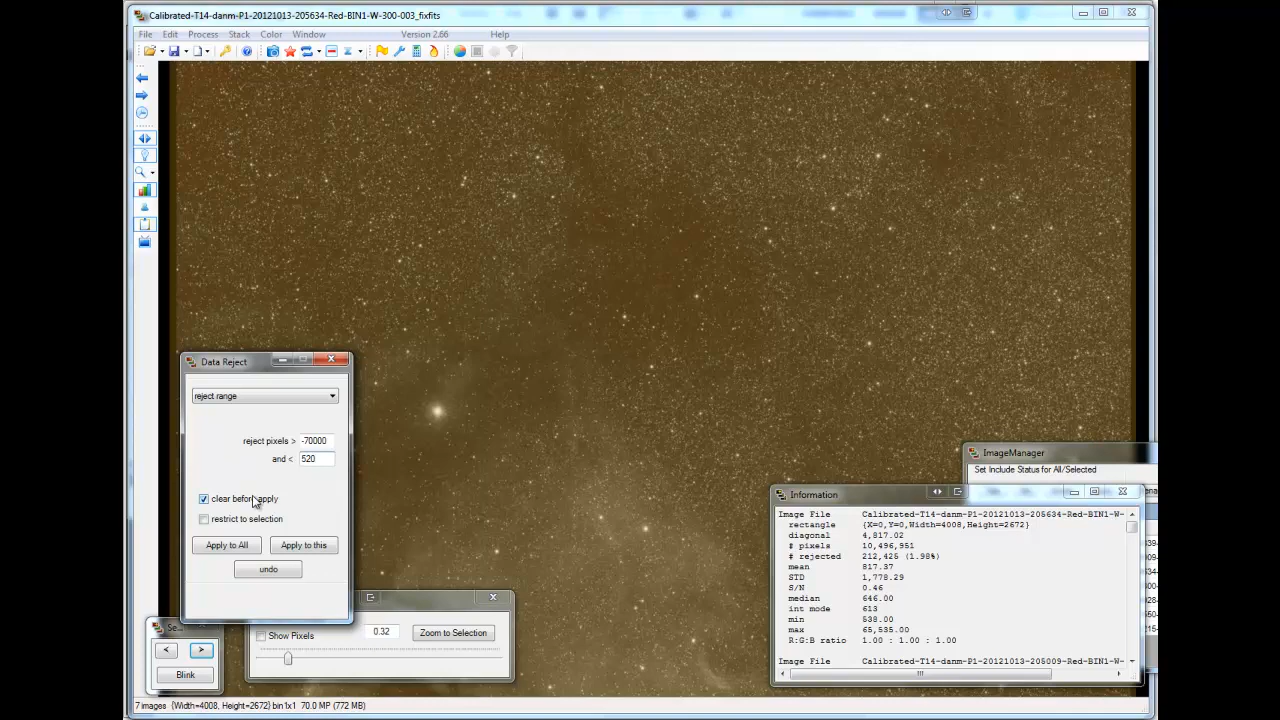 Calibrated-T14-danm-P1-20121013-205634-Red-BIN1-W-300-003_fixfits
File Edit Process Stack Color Window Version 2.66 Help
Data Reject
reject range
reject pixels > -70000
and < 520
clear before apply
restrict to selection
Apply to All Apply to this
undo
ImageManager
Set Include Status for All/Selected
Information
Image File Calibrated-T14-danm-P1-20121013-205634-Red-BIN1-W-
rectangle {X=0,Y=0,Width=4008,Height=2672}
diagonal 4,817.02
# pixels 10,496,951
# rejected 212,425 (1.98%)
mean 817.37
STD 1,778.29
S/N 0.46
median 646.00
int mode 613
min 538.00
max 65,535.00
R:G:B ratio 1.00 : 1.00 : 1.00
Image File Calibrated-T14-danm-P1-20121013-205009-Red-BIN1-W-
Show Pixels 0.32 Zoom to Selection
< >
Blink
7 images {Width=4008, Height=2672} bin1x1 70.0 MP (772 MB)